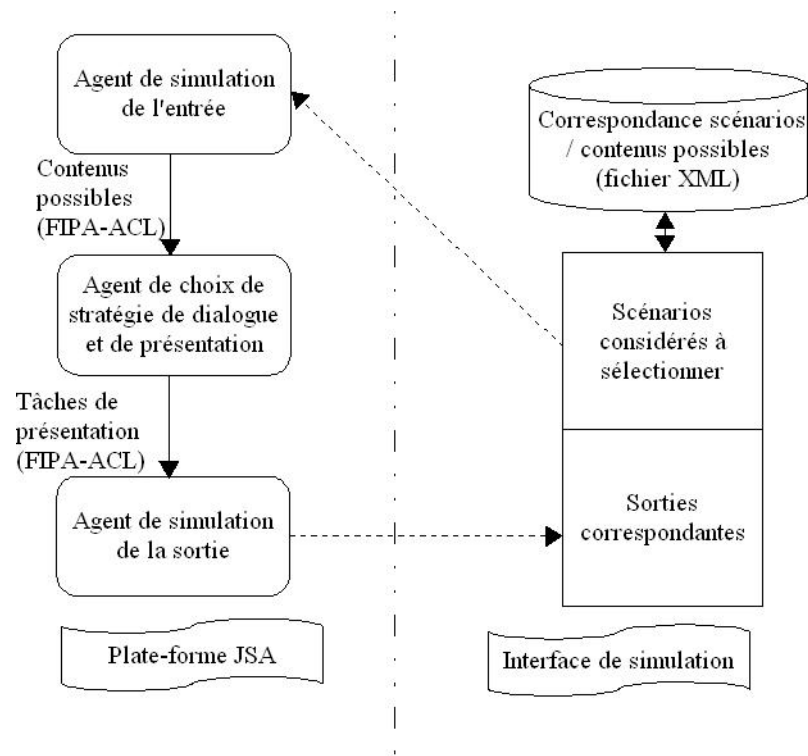 Agent de simulation
de l'entrée
Contenus
possibles
(FIPA-ACL)
Agent de choix de
stratégie de dialogue
et de présentation
Tâches de
présentation
(FIPA-ACL)
Agent de simulation
de la sortie
Plate-forme JSA
Correspondance scénarios
/ contenus possibles
(fichier XML)
Scénarios
considérés à
sélectionner
Sorties
correspondantes
Interface de simulation